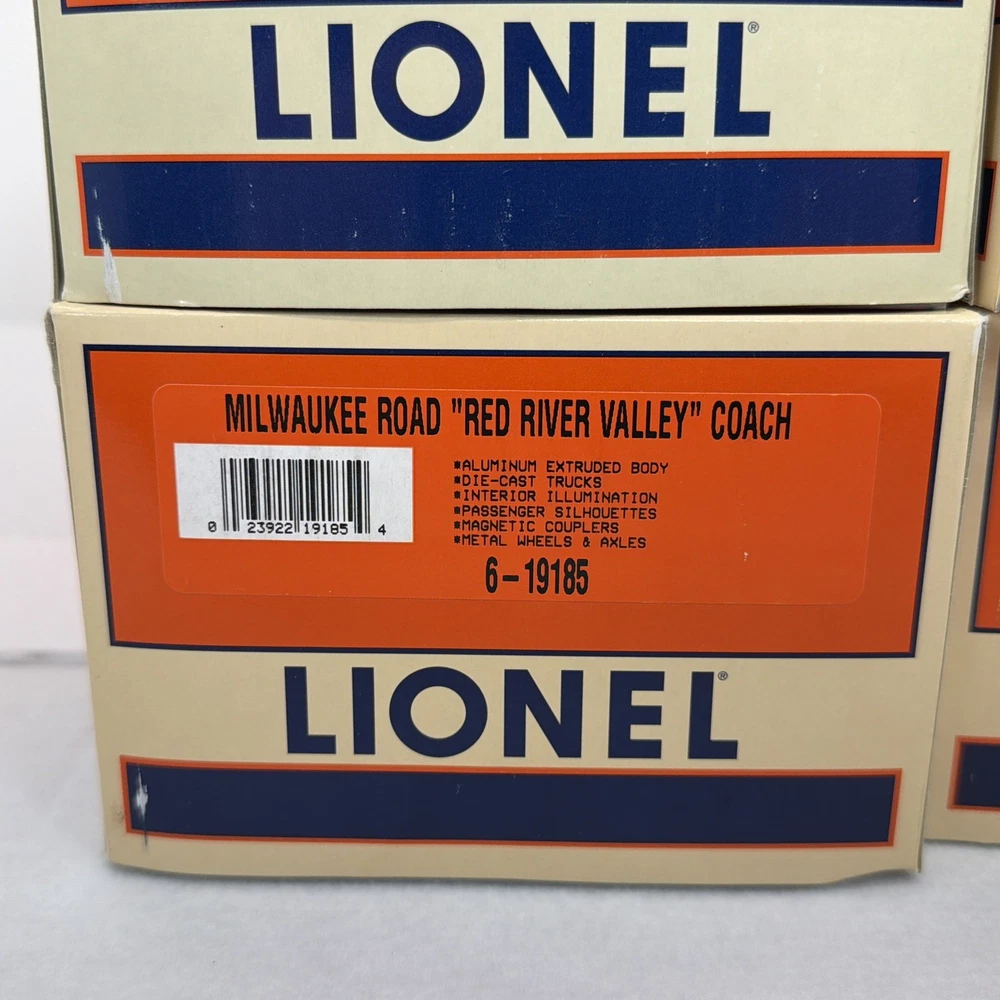 LIONEL®
MILWAUKEE ROAD "RED RIVER VALLEY" COACH
*ALUMINUM EXTRUDED BODY
*DIE-CAST TRUCKS
*INTERIOR ILLUMINATION
*PASSENGER SILHOUETTES
*MAGNETIC COUPLERS
*METAL WHEELS & AXLES
0 23922 19185 4
6-19185
LIONEL®